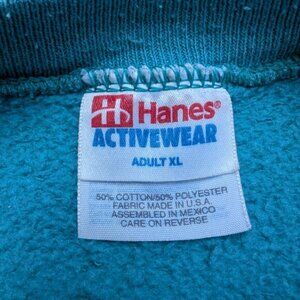 Hanes®
ACTIVEWEAR
ADULT XL
50% COTTON/50% POLYESTER
FABRIC MADE IN U.S.A.
ASSEMBLED IN MEXICO
CARE ON REVERSE